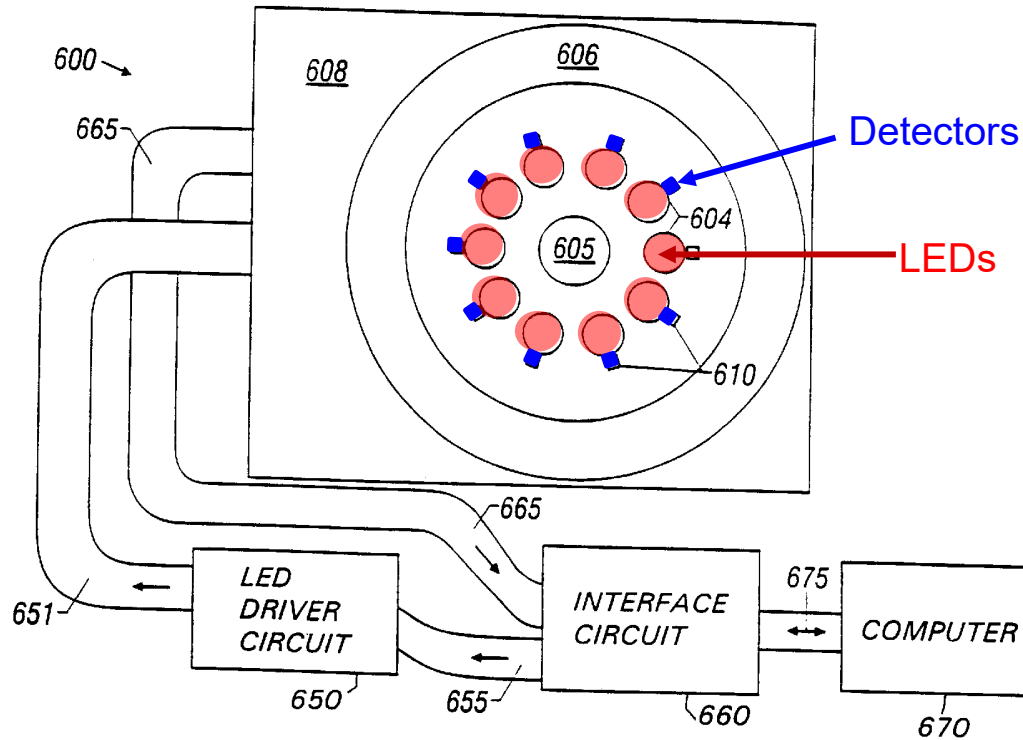 600
608
606
665
Detectors
604
605
LEDs
610
665
651
LED
DRIVER
CIRCUIT
650
655
INTERFACE
CIRCUIT
660
675
COMPUTER
670